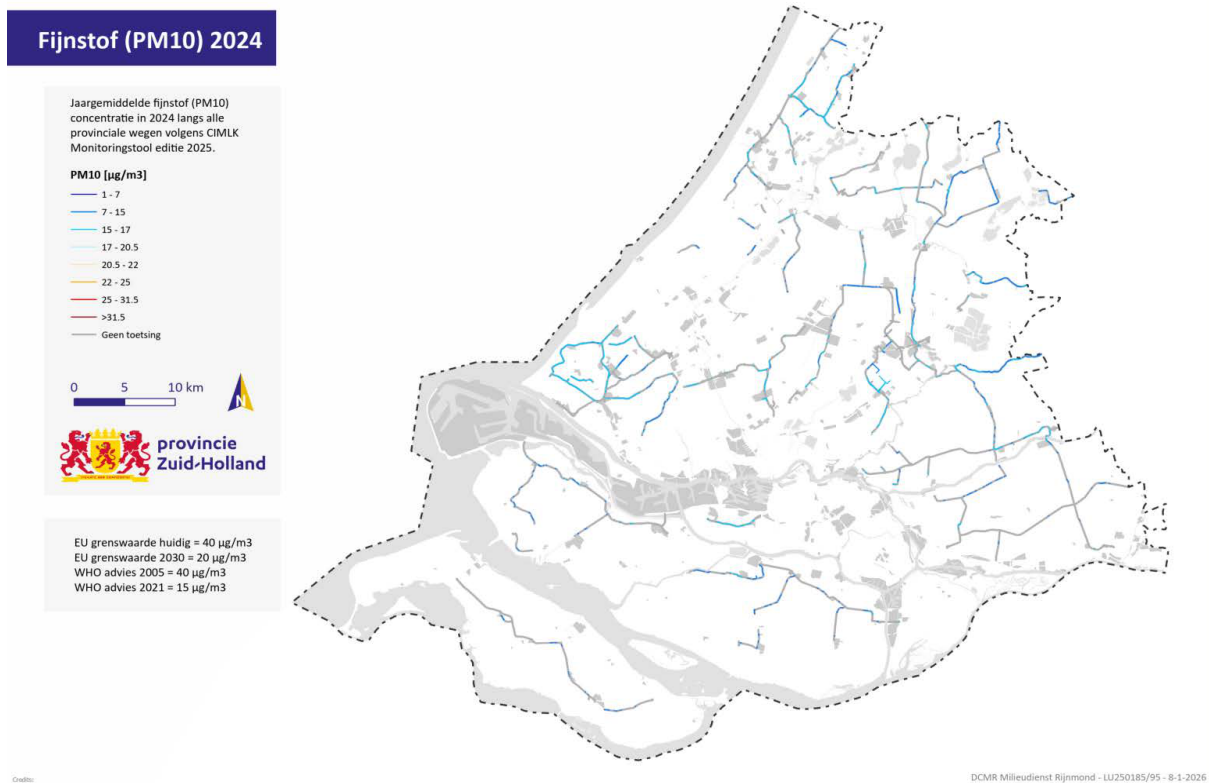 Fijnstof (PM10) 2024
Jaargemiddelde fijnstof (PM10)
concentratie in 2024 langs alle
provinciale wegen volgens CIMLK
Monitoringstool editie 2025.
PM10 [µg/m3]
1 - 7
7 - 15
15 - 17
17 - 20.5
20.5 - 22
22 - 25
25 - 31.5
>31.5
Geen toetsing
0 5 10 km
N
provincie
Zuid-Holland
EU grenswaarde huidig = 40 µg/m3
EU grenswaarde 2030 = 20 µg/m3
WHO advies 2005 = 40 µg/m3
WHO advies 2021 = 15 µg/m3
Credits:
DCMR Milieudienst Rijnmond - LU250185/95 - 8-1-2026